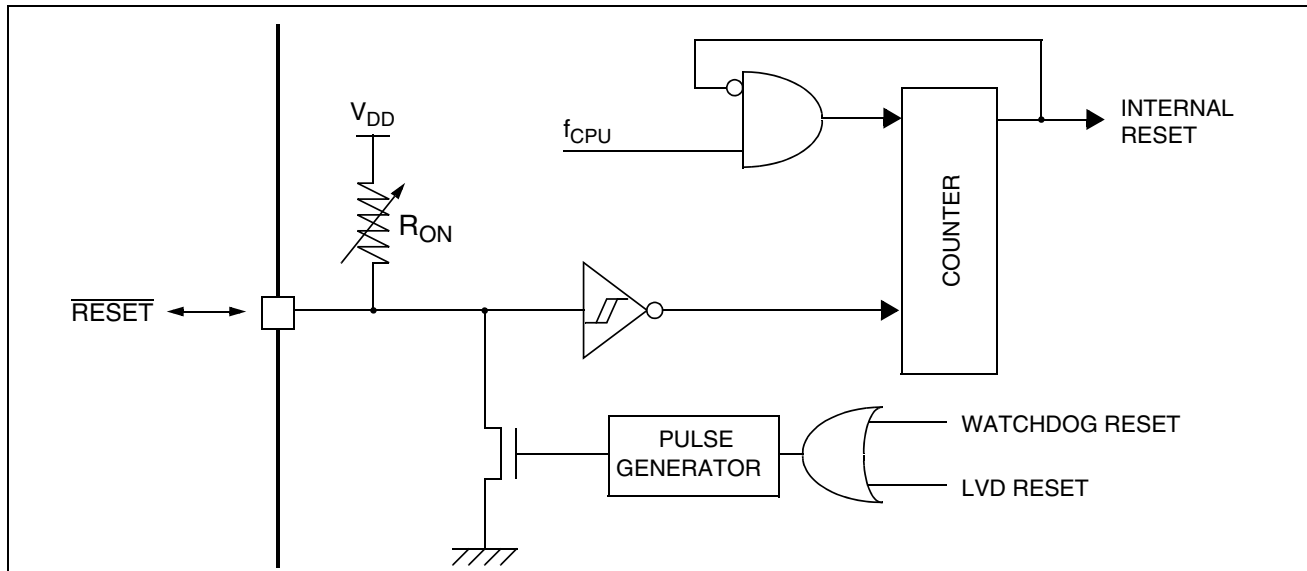 V_DD
R_ON
RESET
f_CPU
COUNTER
INTERNAL
RESET
PULSE
GENERATOR
WATCHDOG RESET
LVD RESET